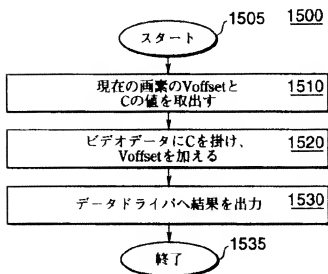 1500
スタート
1505
現在の画素のVoffsetと
Cの値を取出す
1510
ビデオデータにCを掛け、
Voffsetを加える
1520
データドライバへ結果を出力
1530
終了
1535